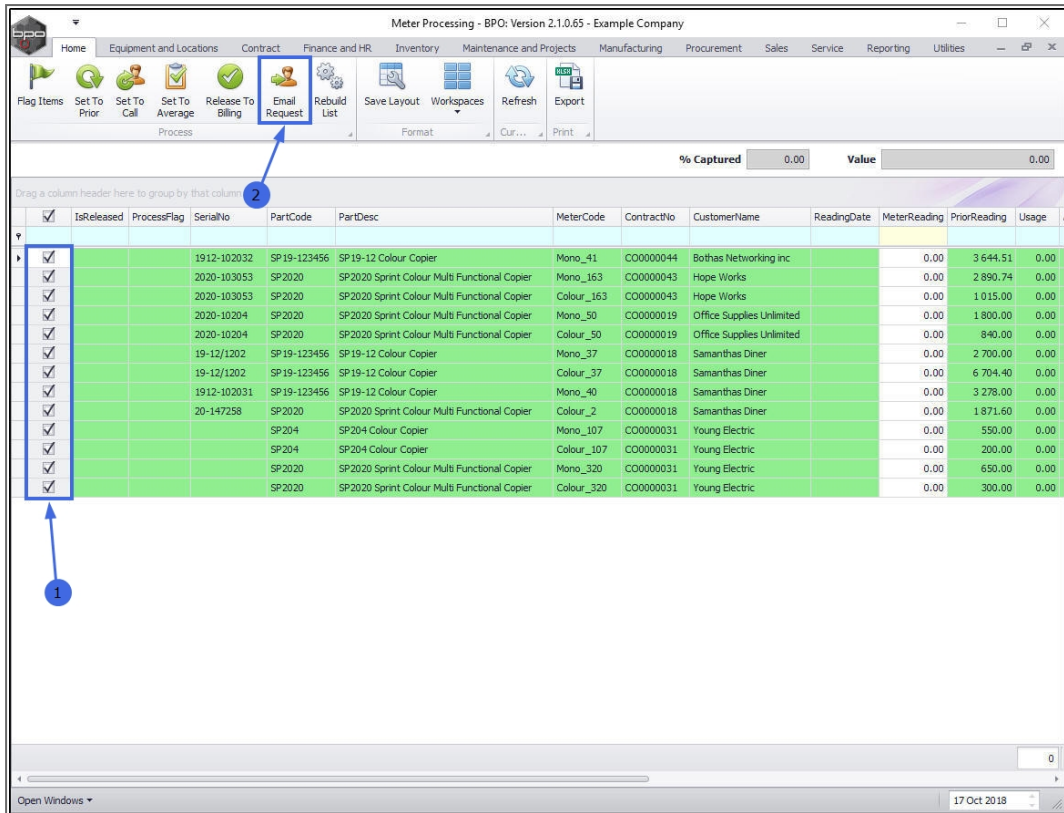 bpo
Meter Processing - BPO: Version 2.1.0.65 - Example Company
Home Equipment and Locations Contract Finance and HR Inventory Maintenance and Projects Manufacturing Procurement Sales Service Reporting Utilities
Flag Items Set To Prior Set To Call Set To Average Release To Billing Email Request Rebuild List Save Layout Workspaces Refresh Export
Process Format Cur... Print
% Captured 0.00 Value 0.00
Drag a column header here to group by that column
2
IsReleased ProcessFlag SerialNo PartCode PartDesc MeterCode ContractNo CustomerName ReadingDate MeterReading PriorReading Usage
1912-102032 SP19-123456 SP19-12 Colour Copier Mono_41 CO0000044 Bothas Networking inc 0.00 3 644.51 0.00
2020-103053 SP2020 SP2020 Sprint Colour Multi Functional Copier Mono_163 CO0000043 Hope Works 0.00 2 890.74 0.00
2020-103053 SP2020 SP2020 Sprint Colour Multi Functional Copier Colour_163 CO0000043 Hope Works 0.00 1 015.00 0.00
2020-10204 SP2020 SP2020 Sprint Colour Multi Functional Copier Mono_50 CO0000019 Office Supplies Unlimited 0.00 1 800.00 0.00
2020-10204 SP2020 SP2020 Sprint Colour Multi Functional Copier Colour_50 CO0000019 Office Supplies Unlimited 0.00 840.00 0.00
19-12/1202 SP19-123456 SP19-12 Colour Copier Mono_37 CO0000018 Samanthas Diner 0.00 2 700.00 0.00
19-12/1202 SP19-123456 SP19-12 Colour Copier Colour_37 CO0000018 Samanthas Diner 0.00 6 704.40 0.00
1912-102031 SP19-123456 SP19-12 Colour Copier Mono_40 CO0000018 Samanthas Diner 0.00 3 278.00 0.00
20-147258 SP2020 SP2020 Sprint Colour Multi Functional Copier Colour_2 CO0000018 Samanthas Diner 0.00 1 871.60 0.00
SP204 SP204 Colour Copier Mono_107 CO0000031 Young Electric 0.00 550.00 0.00
SP204 SP204 Colour Copier Colour_107 CO0000031 Young Electric 0.00 200.00 0.00
SP2020 SP2020 Sprint Colour Multi Functional Copier Mono_320 CO0000031 Young Electric 0.00 650.00 0.00
SP2020 SP2020 Sprint Colour Multi Functional Copier Colour_320 CO0000031 Young Electric 0.00 300.00 0.00
1
0
Open Windows 17 Oct 2018